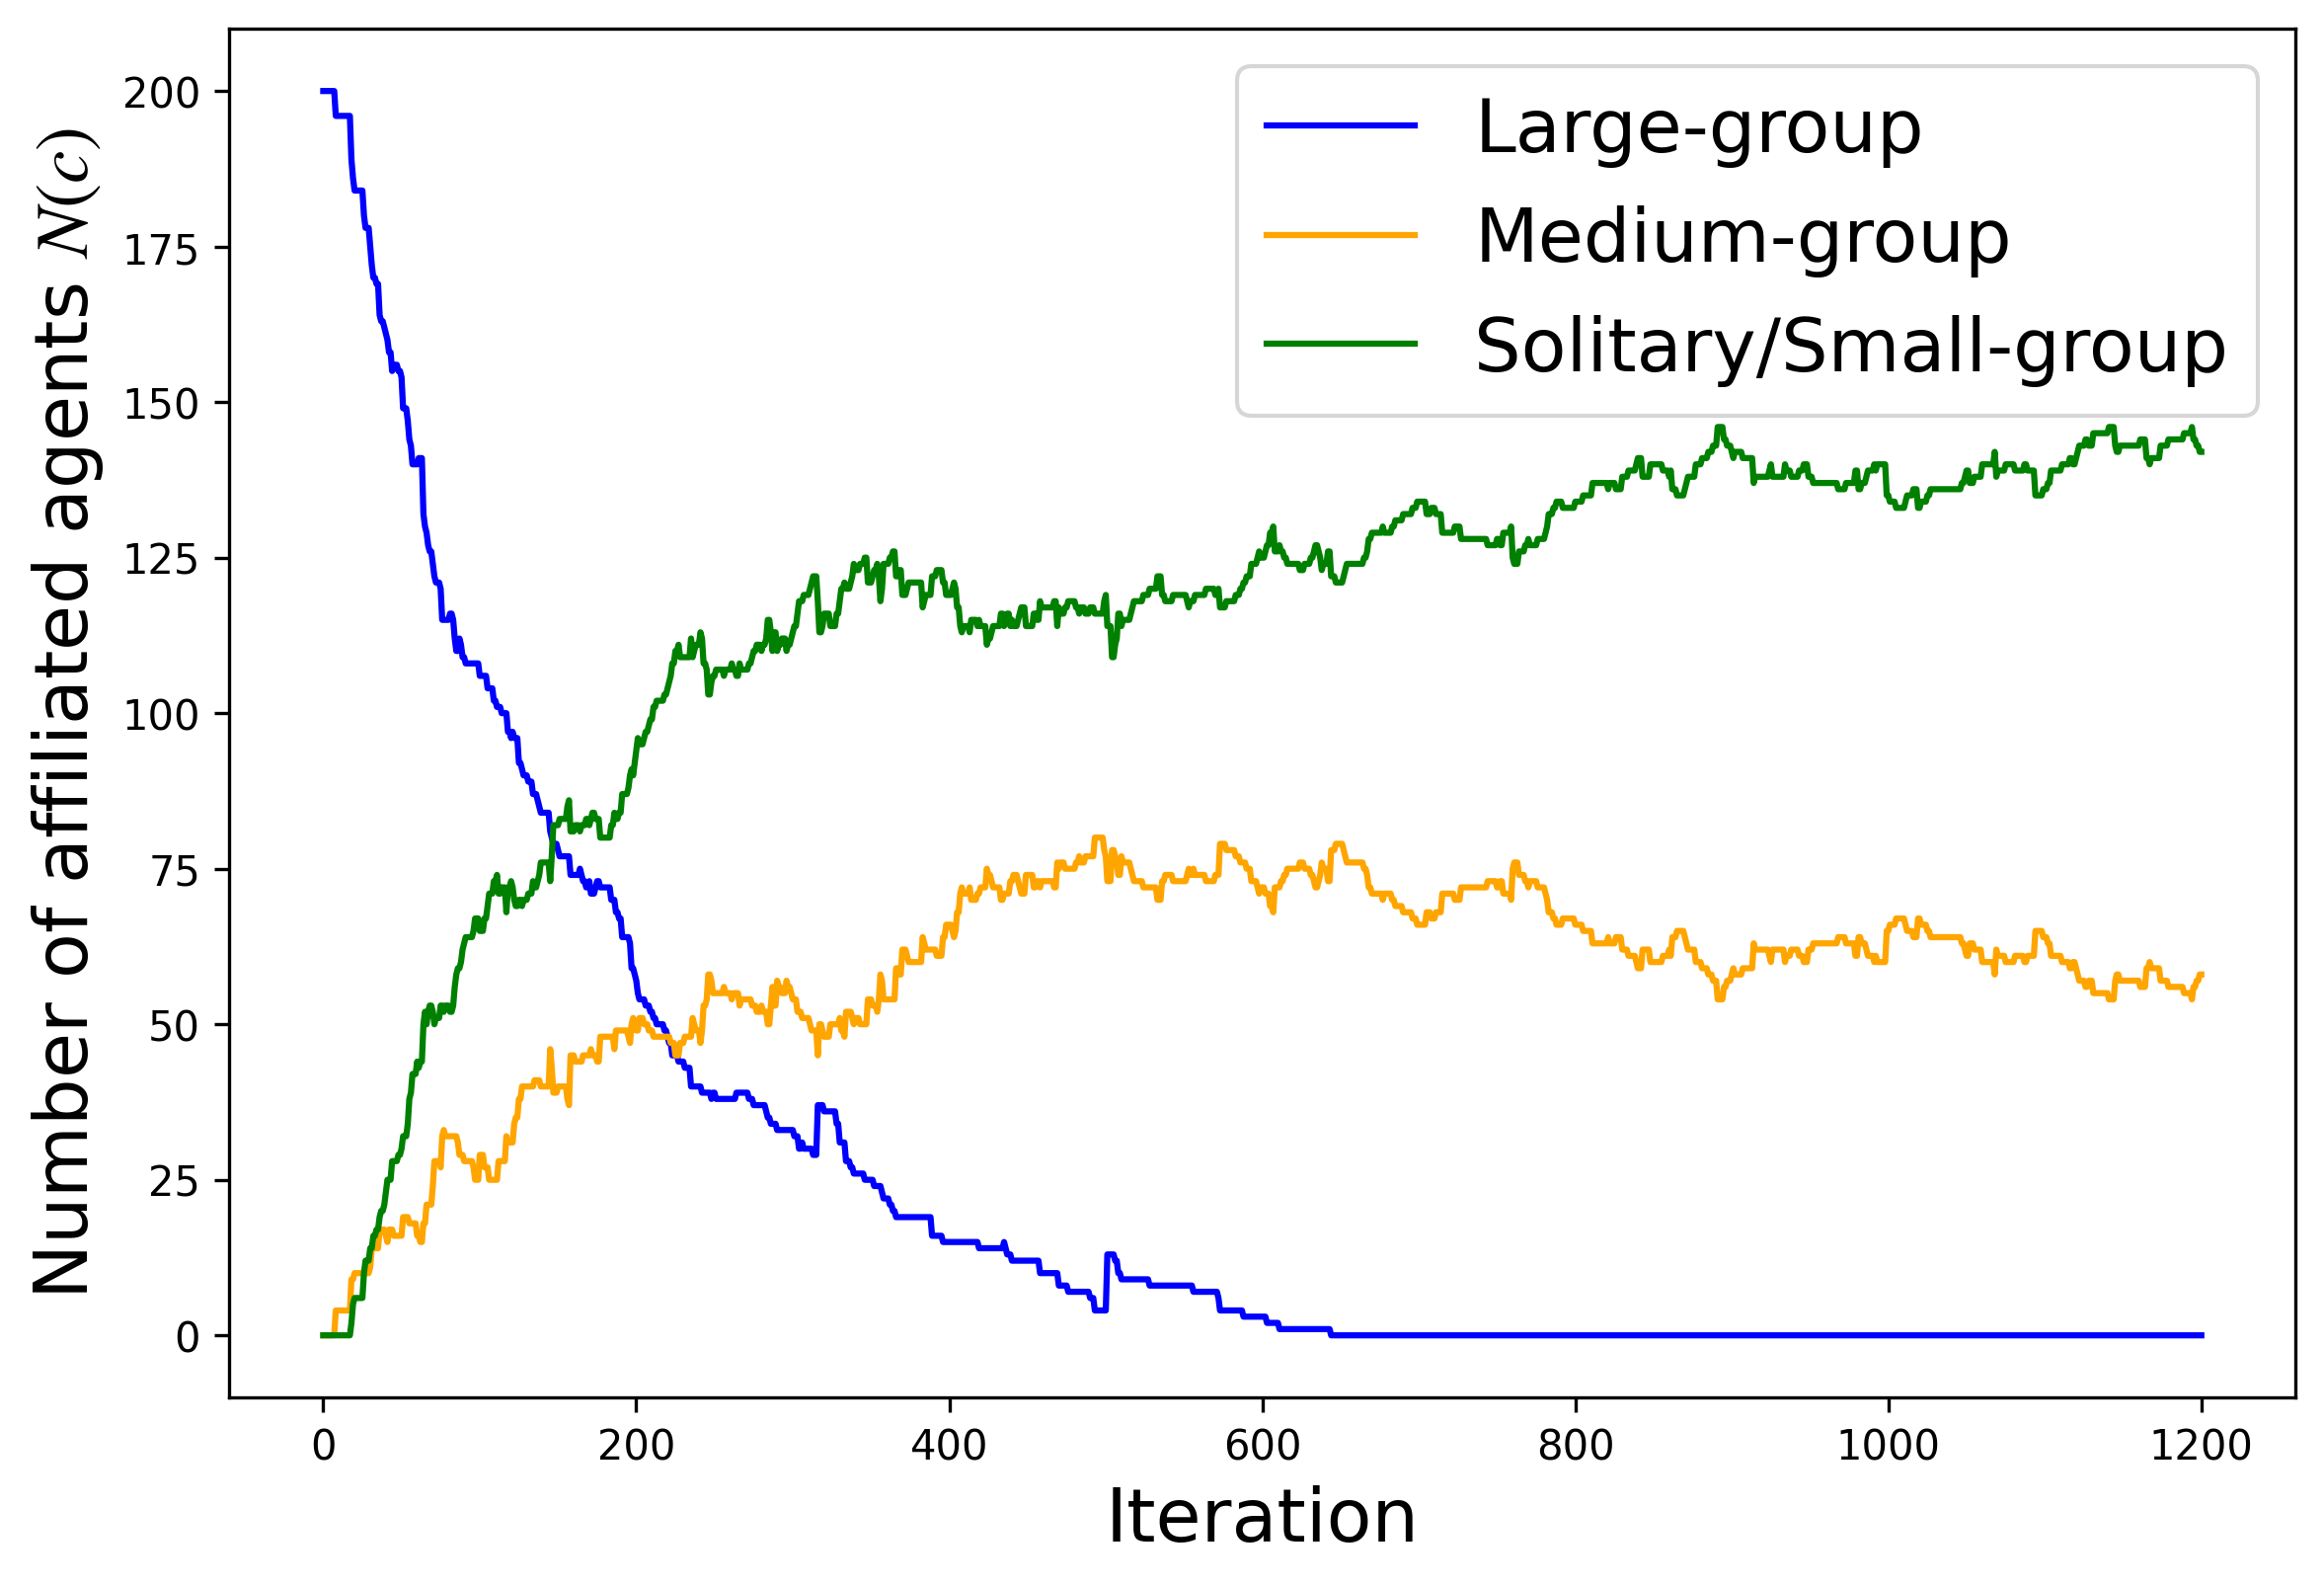 Number of affiliated agents N(c)
200
175
150
125
100
75
50
25
0
Large-group
Medium-group
Solitary/Small-group
0 200 400 600 800 1000 1200
Iteration